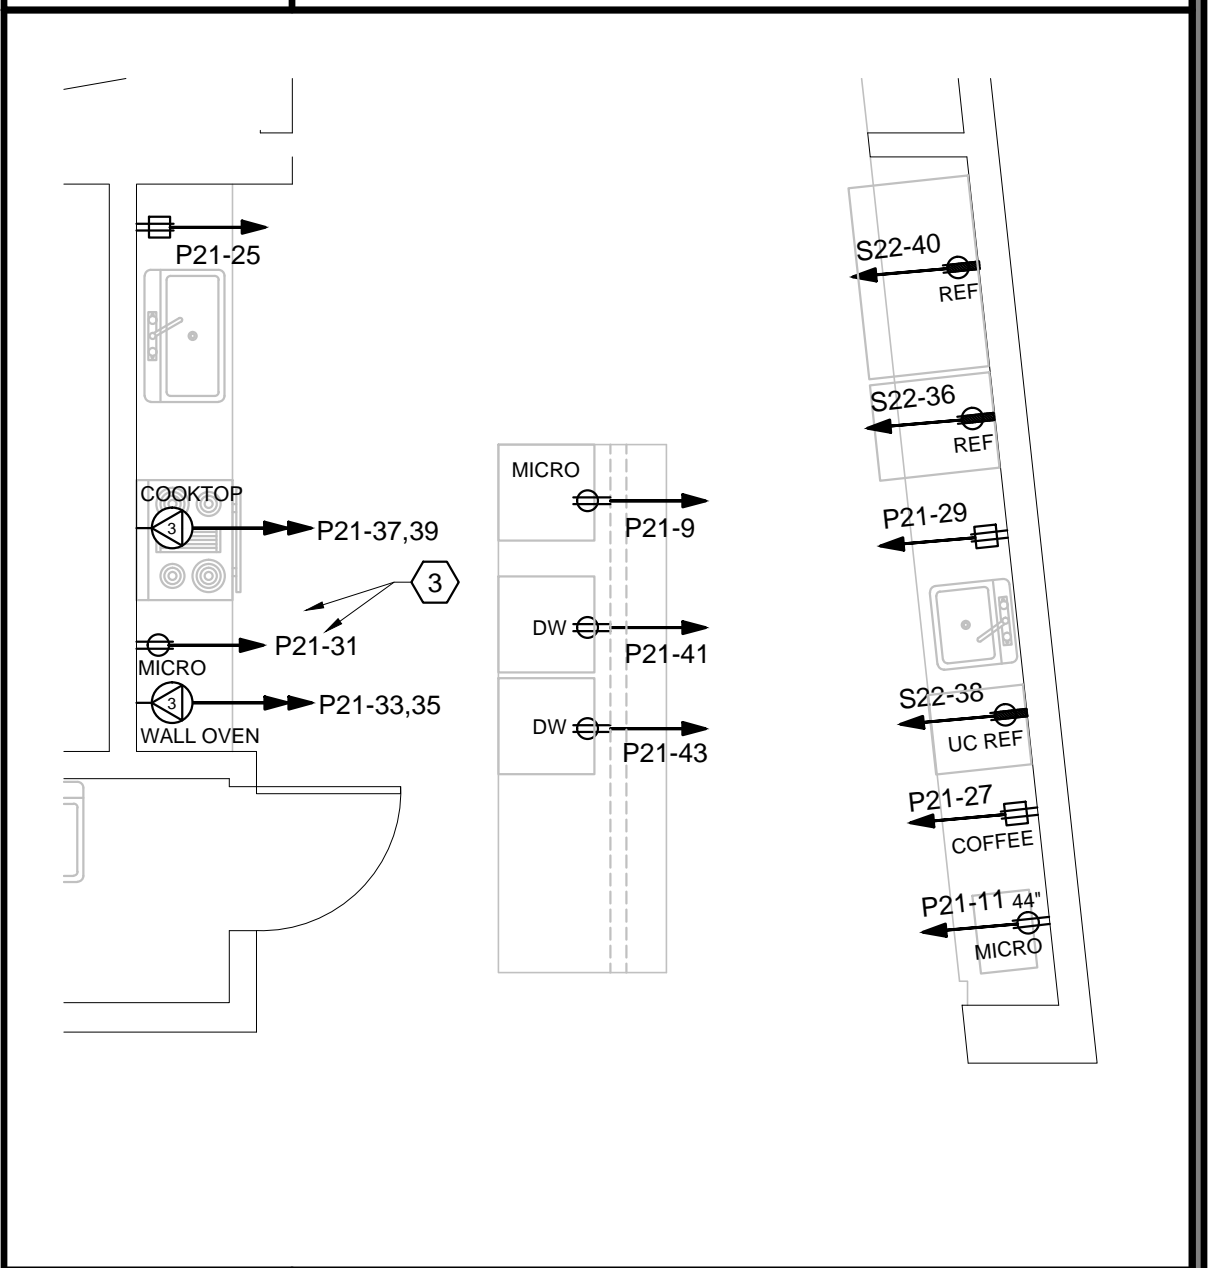 P21-25
COOKTOP
3
P21-37,39
3
P21-31
MICRO
3
P21-33,35
WALL OVEN
MICRO
P21-9
DW
P21-41
DW
P21-43
S22-40
REF
S22-36
REF
P21-29
S22-38
UC REF
P21-27
COFFEE
P21-11 44"
MICRO